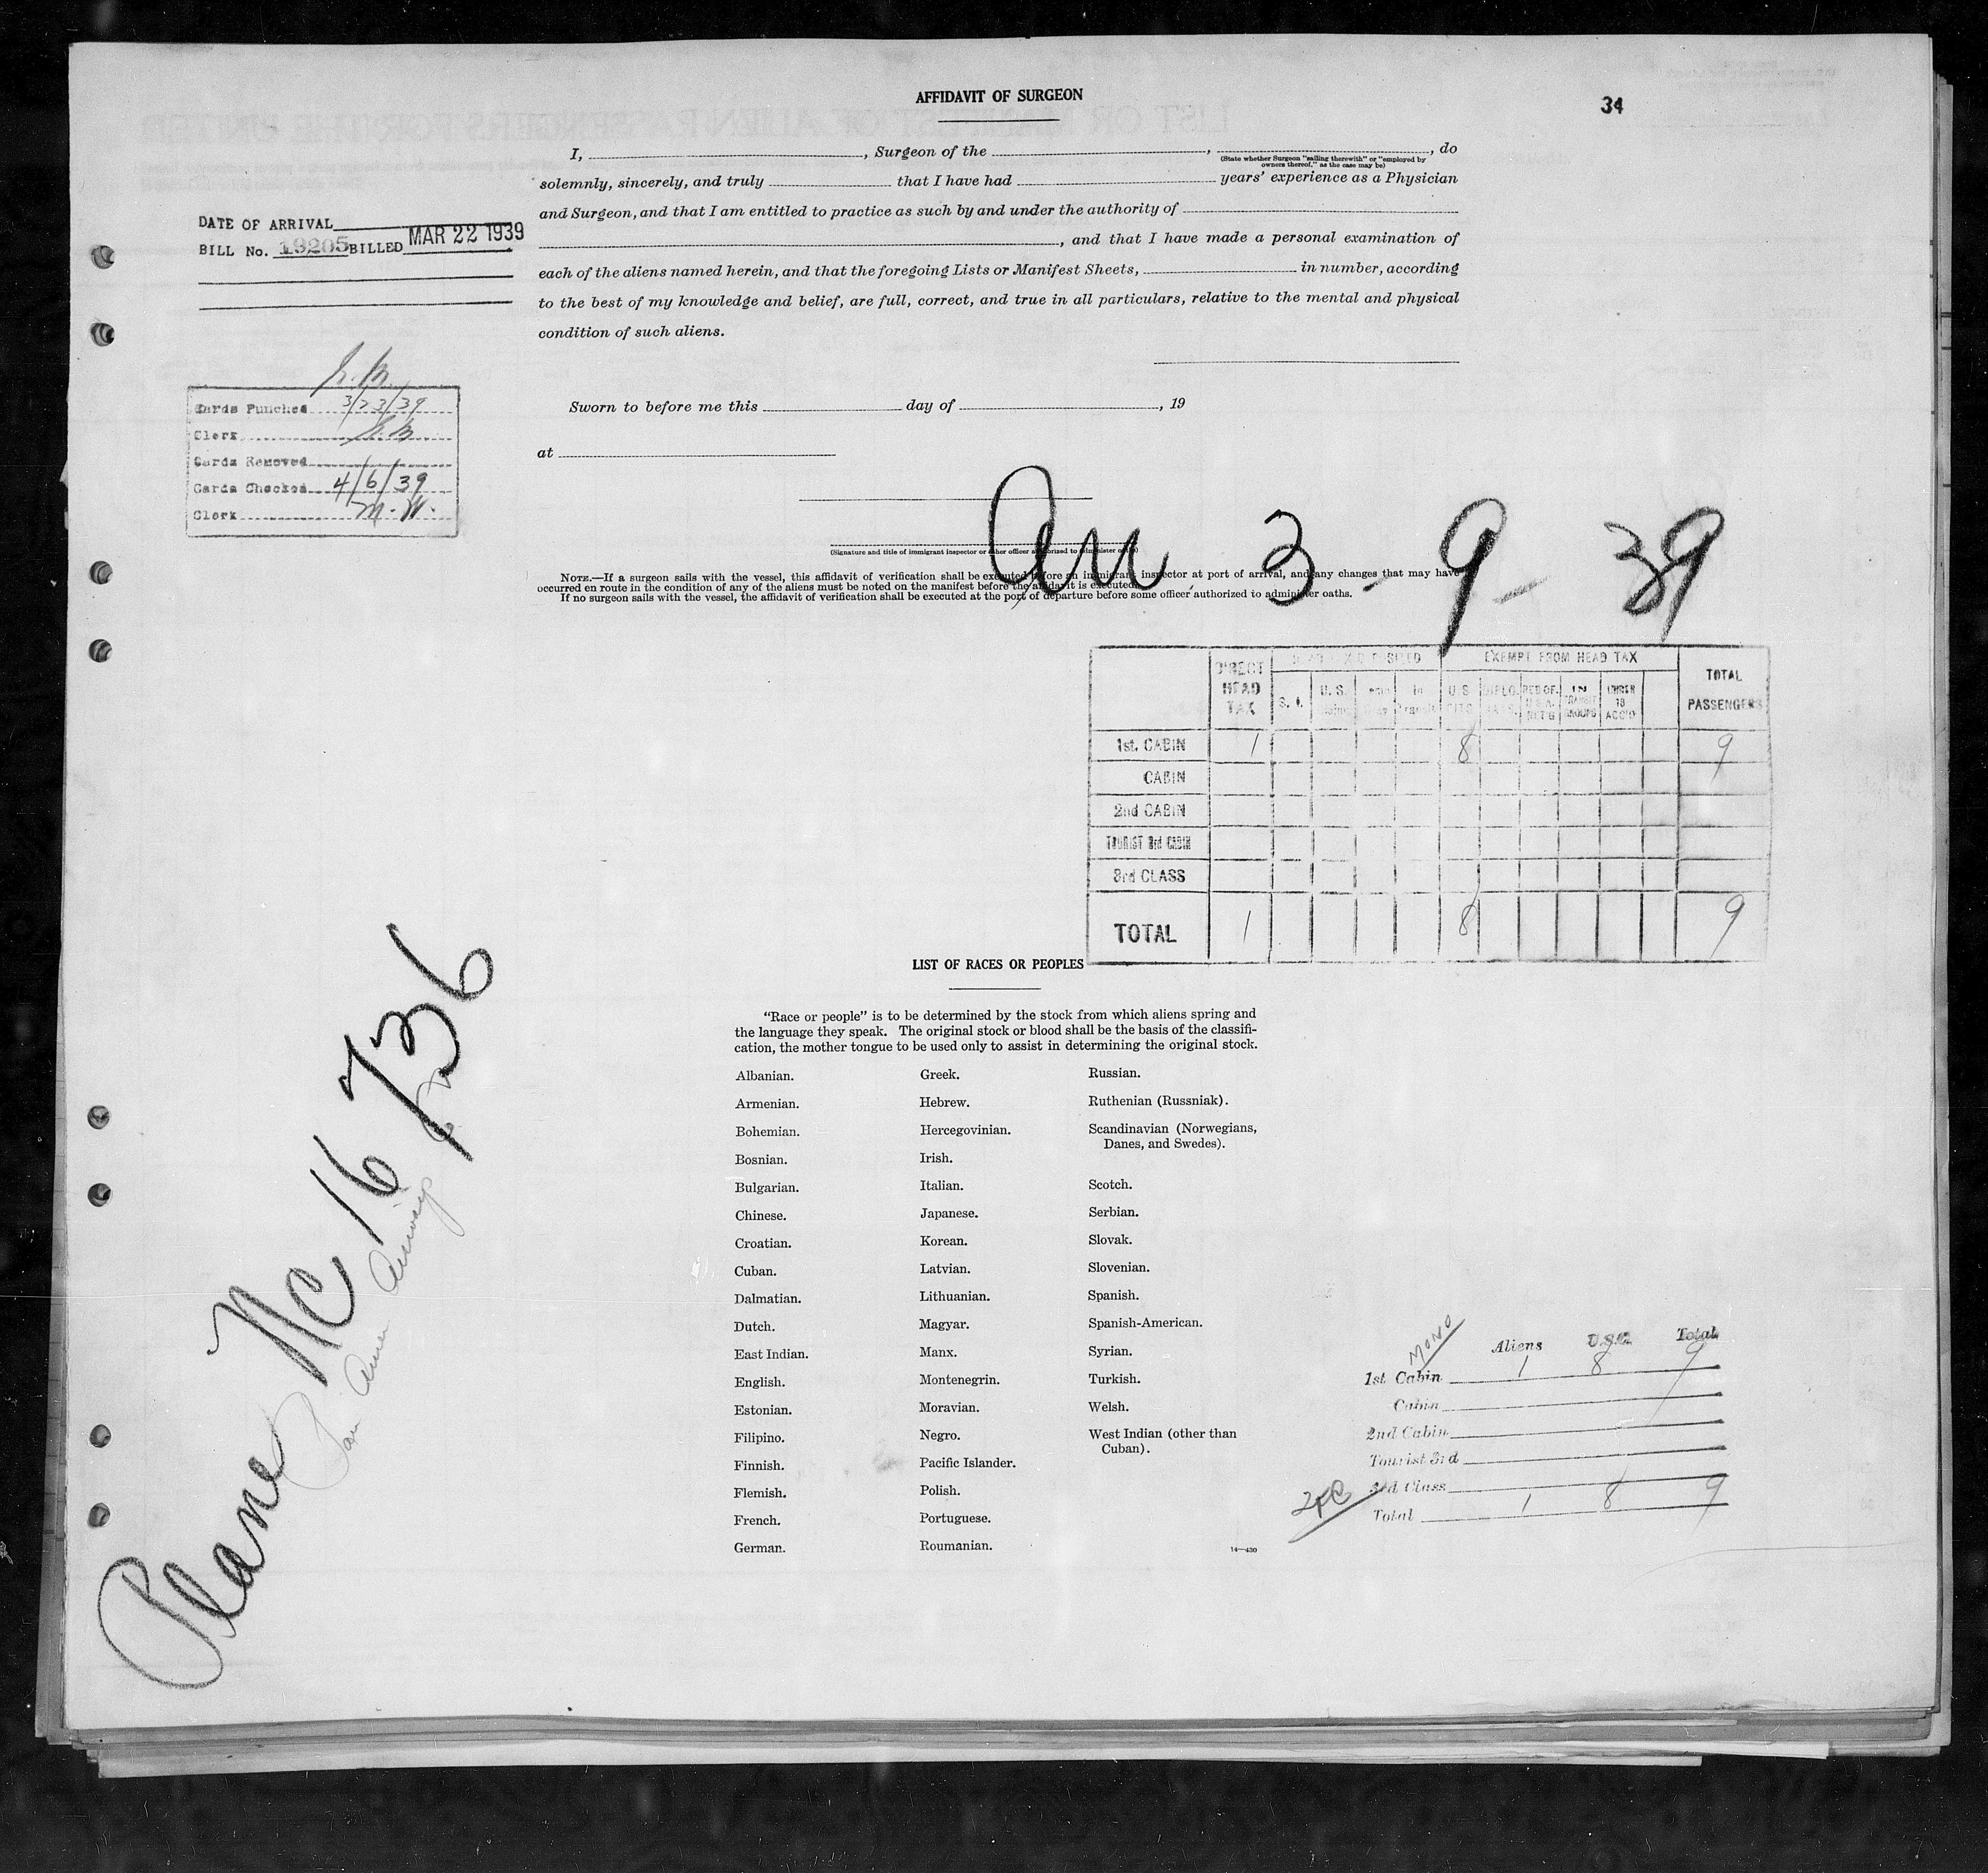 AFFIDAVIT OF SURGEON
34
I, , Surgeon of the , , do
(State whether Surgeon "sailing therewith" or "employed by
owners thereof," as the case may be)
solemnly, sincerely, and truly that I have had years' experience as a Physician
and Surgeon, and that I am entitled to practice as such by and under the authority of
, and that I have made a personal examination of
each of the aliens named herein, and that the foregoing Lists or Manifest Sheets, in number, according
to the best of my knowledge and belief, are full, correct, and true in all particulars, relative to the mental and physical
condition of such aliens.
DATE OF ARRIVAL
BILL No. 19205 BILLED MAR 22 1939
Cards Punched 3/23/39
Clerk
Cards Removed
Cards Checked 4/6/39
Clerk M.W.
Sworn to before me this day of , 19
at
(Signature and title of immigrant inspector or other officer authorized to administer oaths)
3-9-39
NOTE.—If a surgeon sails with the vessel, this affidavit of verification shall be executed before an immigrant inspector at port of arrival, and any changes that may have
occurred en route in the condition of any of the aliens must be noted on the manifest before the affidavit is executed.
If no surgeon sails with the vessel, the affidavit of verification shall be executed at the port of departure before some officer authorized to administer oaths.
DIRECT HEAD TAX
S. I.
U. S.
In Transit
EXEMPT FROM HEAD TAX
U.S. CITS.
TOTAL PASSENGERS
1st. CABIN 1 8 9
CABIN
2nd CABIN
TOURIST 3rd CABIN
3rd CLASS
TOTAL 1 8 9
Plane NC 16736
Pan Amer Airways Co
LIST OF RACES OR PEOPLES
"Race or people" is to be determined by the stock from which aliens spring and
the language they speak. The original stock or blood shall be the basis of the classifi-
cation, the mother tongue to be used only to assist in determining the original stock.
Albanian.
Armenian.
Bohemian.
Bosnian.
Bulgarian.
Chinese.
Croatian.
Cuban.
Dalmatian.
Dutch.
East Indian.
English.
Estonian.
Filipino.
Finnish.
Flemish.
French.
German.
Greek.
Hebrew.
Hercegovinian.
Irish.
Italian.
Japanese.
Korean.
Latvian.
Lithuanian.
Magyar.
Manx.
Montenegrin.
Moravian.
Negro.
Pacific Islander.
Polish.
Portuguese.
Roumanian.
Russian.
Ruthenian (Russniak).
Scandinavian (Norwegians,
Danes, and Swedes).
Scotch.
Serbian.
Slovak.
Slovenian.
Spanish.
Spanish-American.
Syrian.
Turkish.
Welsh.
West Indian (other than
Cuban).
14—430
MONO
Aliens U.S.C. Total
1st Cabin 1 8 9
Cabin
2nd Cabin
Tourist 3rd
3rd Class
Total 1 8 9